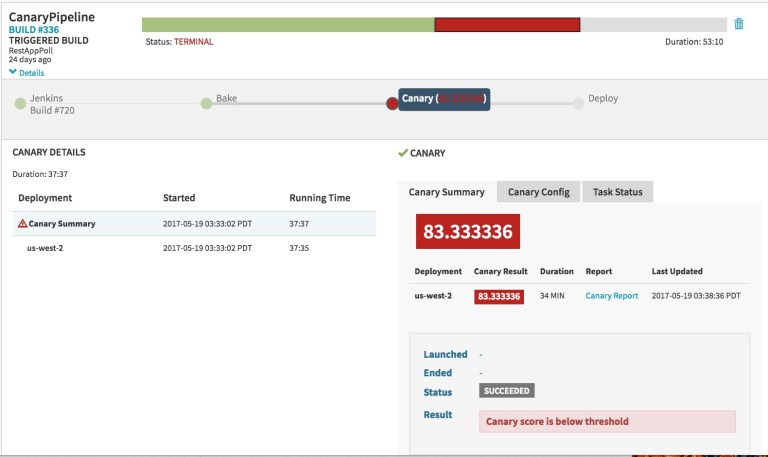 CanaryPipeline
BUILD #336
TRIGGERED BUILD
RestAppPoll
24 days ago
Details
Status: TERMINAL
Duration: 53:10
Jenkins
Build #720
Bake
Canary (83.333336)
Deploy
CANARY DETAILS
Duration: 37:37
Deployment Started Running Time
Canary Summary 2017-05-19 03:33:02 PDT 37:37
us-west-2 2017-05-19 03:33:02 PDT 37:35
CANARY
Canary Summary Canary Config Task Status
83.333336
Deployment Canary Result Duration Report Last Updated
us-west-2 83.333336 34 MIN Canary Report 2017-05-19 03:38:36 PDT
Launched -
Ended -
Status SUCCEEDED
Result Canary score is below threshold